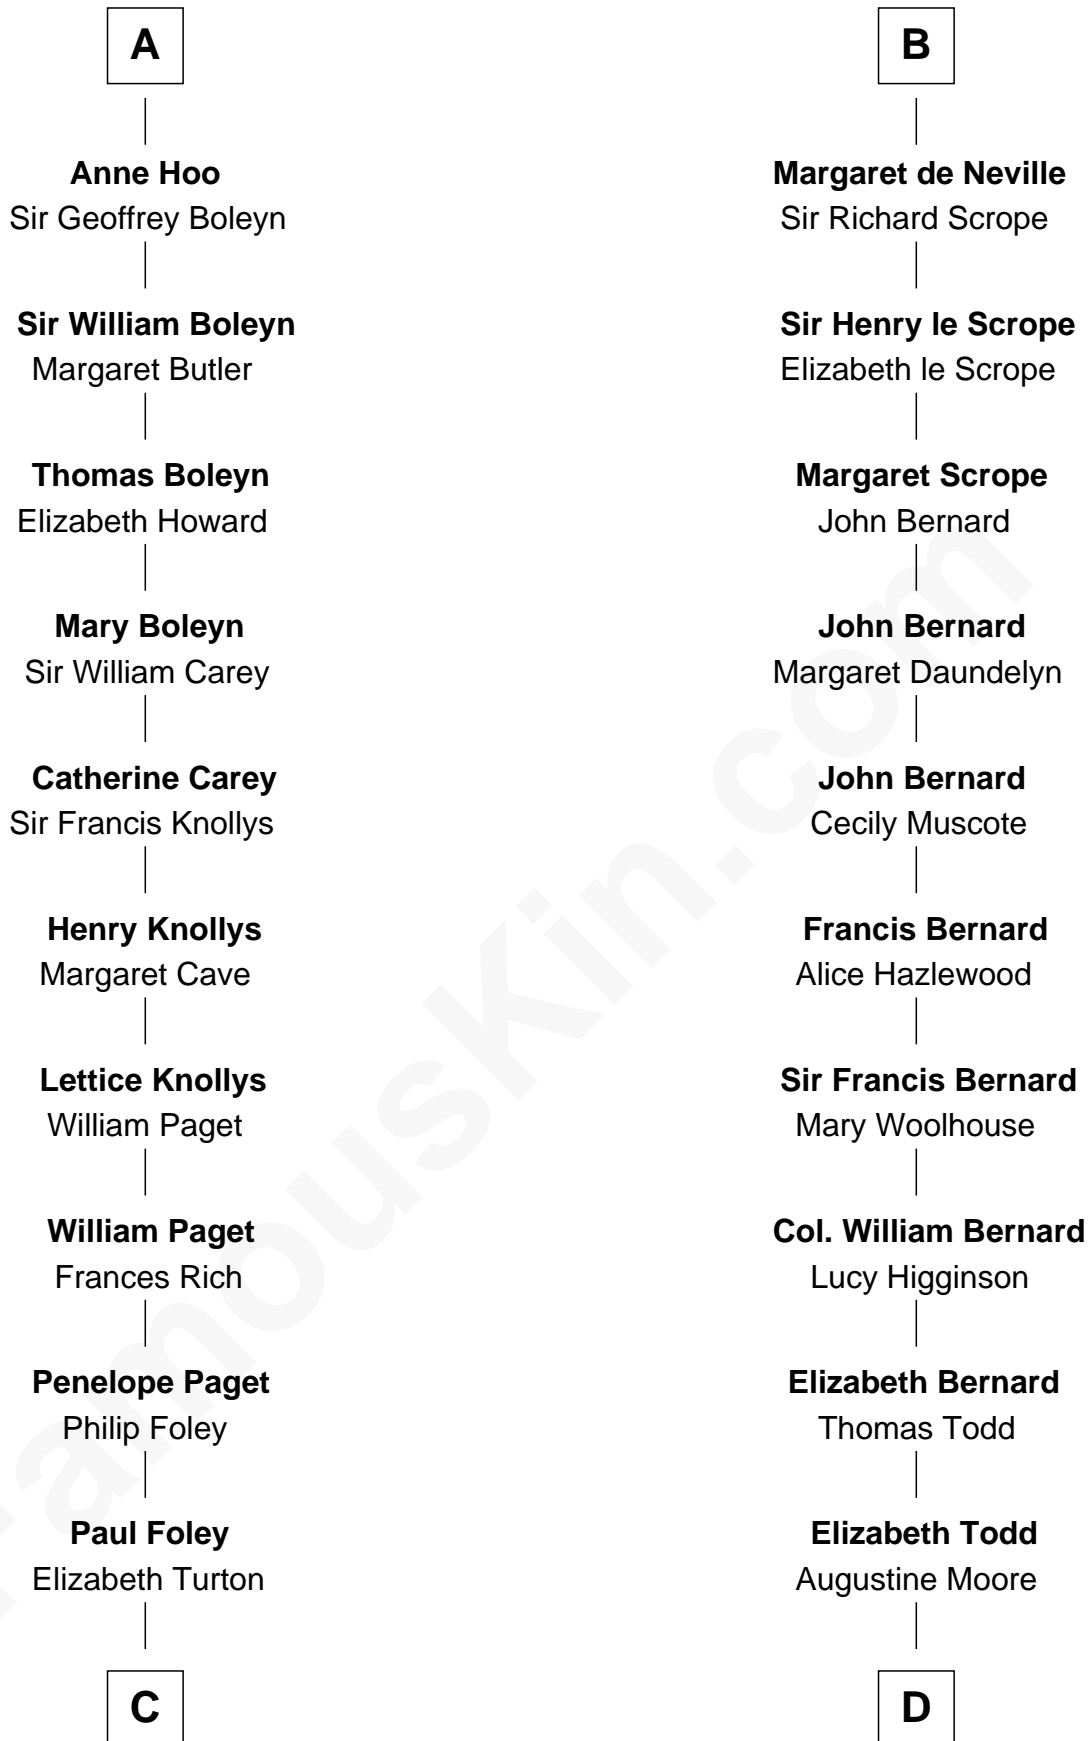 A
Anne Hoo
Sir Geoffrey Boleyn
Sir William Boleyn
Margaret Butler
Thomas Boleyn
Elizabeth Howard
Mary Boleyn
Sir William Carey
Catherine Carey
Sir Francis Knollys
Henry Knollys
Margaret Cave
Lettice Knollys
William Paget
William Paget
Frances Rich
Penelope Paget
Philip Foley
Paul Foley
Elizabeth Turton
C
B
Margaret de Neville
Sir Richard Scrope
Sir Henry le Scrope
Elizabeth le Scrope
Margaret Scrope
John Bernard
John Bernard
Margaret Daundelyn
John Bernard
Cecily Muscote
Francis Bernard
Alice Hazlewood
Sir Francis Bernard
Mary Woolhouse
Col. William Bernard
Lucy Higginson
Elizabeth Bernard
Thomas Todd
Elizabeth Todd
Augustine Moore
D
FamousKin.com